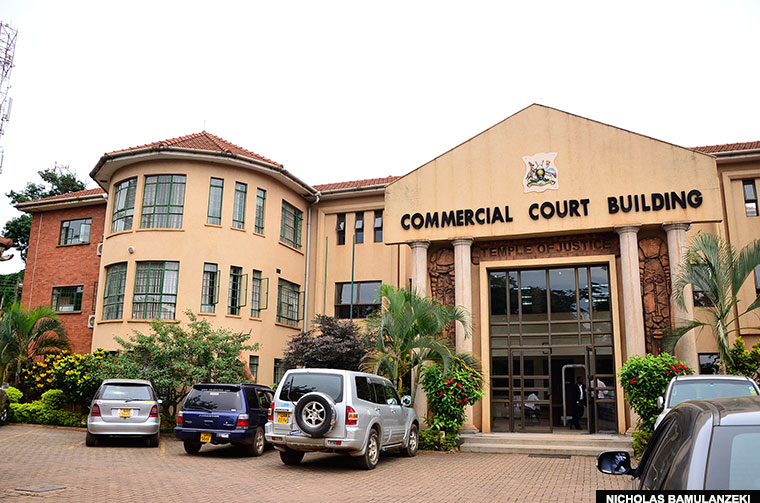 COMMERCIAL COURT BUILDING
TEMPLE OF JUSTICE
NICHOLAS BAMULANZEKI